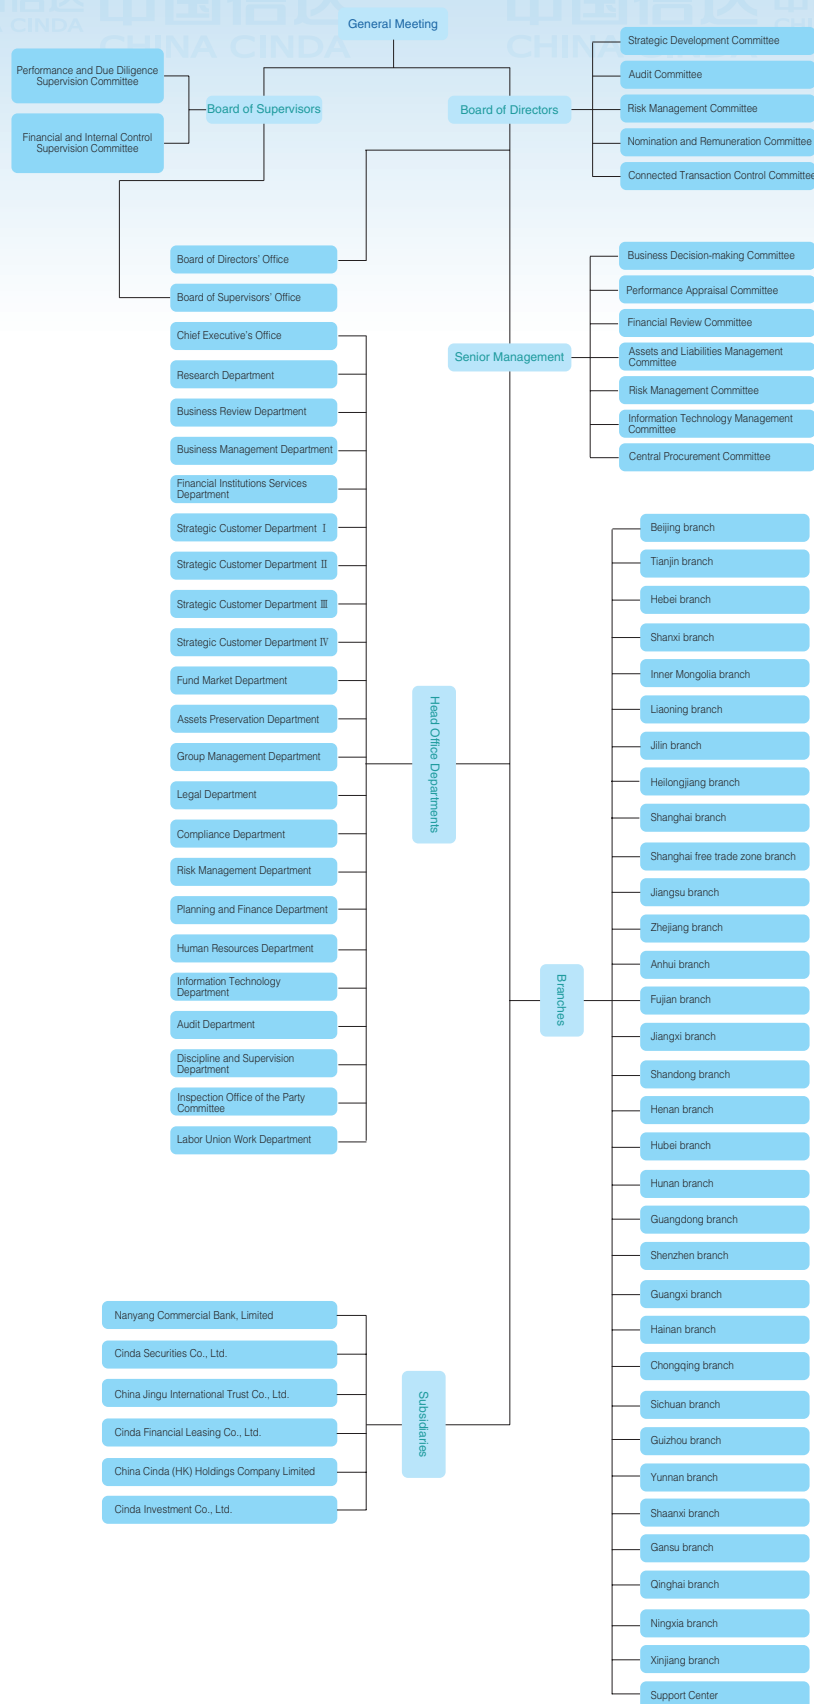 中国信达
CHINA CINDA
General Meeting
Strategic Development Committee
Performance and Due Diligence
Supervision Committee
Audit Committee
Board of Supervisors
Board of Directors
Risk Management Committee
Financial and Internal Control
Supervision Committee
Nomination and Remuneration Committee
Connected Transaction Control Committee
Board of Directors' Office
Board of Supervisors' Office
Chief Executive's Office
Research Department
Business Review Department
Business Management Department
Financial Institutions Services
Department
Strategic Customer Department Ⅰ
Strategic Customer Department Ⅱ
Strategic Customer Department Ⅲ
Strategic Customer Department Ⅳ
Fund Market Department
Assets Preservation Department
Group Management Department
Legal Department
Compliance Department
Risk Management Department
Planning and Finance Department
Human Resources Department
Information Technology
Department
Audit Department
Discipline and Supervision
Department
Inspection Office of the Party
Committee
Labor Union Work Department
Head Office Departments
Senior Management
Business Decision-making Committee
Performance Appraisal Committee
Financial Review Committee
Assets and Liabilities Management
Committee
Risk Management Committee
Information Technology Management
Committee
Central Procurement Committee
Branches
Beijing branch
Tianjin branch
Hebei branch
Shanxi branch
Inner Mongolia branch
Liaoning branch
Jilin branch
Heilongjiang branch
Shanghai branch
Shanghai free trade zone branch
Jiangsu branch
Zhejiang branch
Anhui branch
Fujian branch
Jiangxi branch
Shandong branch
Henan branch
Hubei branch
Hunan branch
Guangdong branch
Shenzhen branch
Guangxi branch
Hainan branch
Chongqing branch
Sichuan branch
Guizhou branch
Yunnan branch
Shaanxi branch
Gansu branch
Qinghai branch
Ningxia branch
Xinjiang branch
Support Center
Nanyang Commercial Bank, Limited
Cinda Securities Co., Ltd.
China Jingu International Trust Co., Ltd.
Cinda Financial Leasing Co., Ltd.
China Cinda (HK) Holdings Company Limited
Cinda Investment Co., Ltd.
Subsidiaries